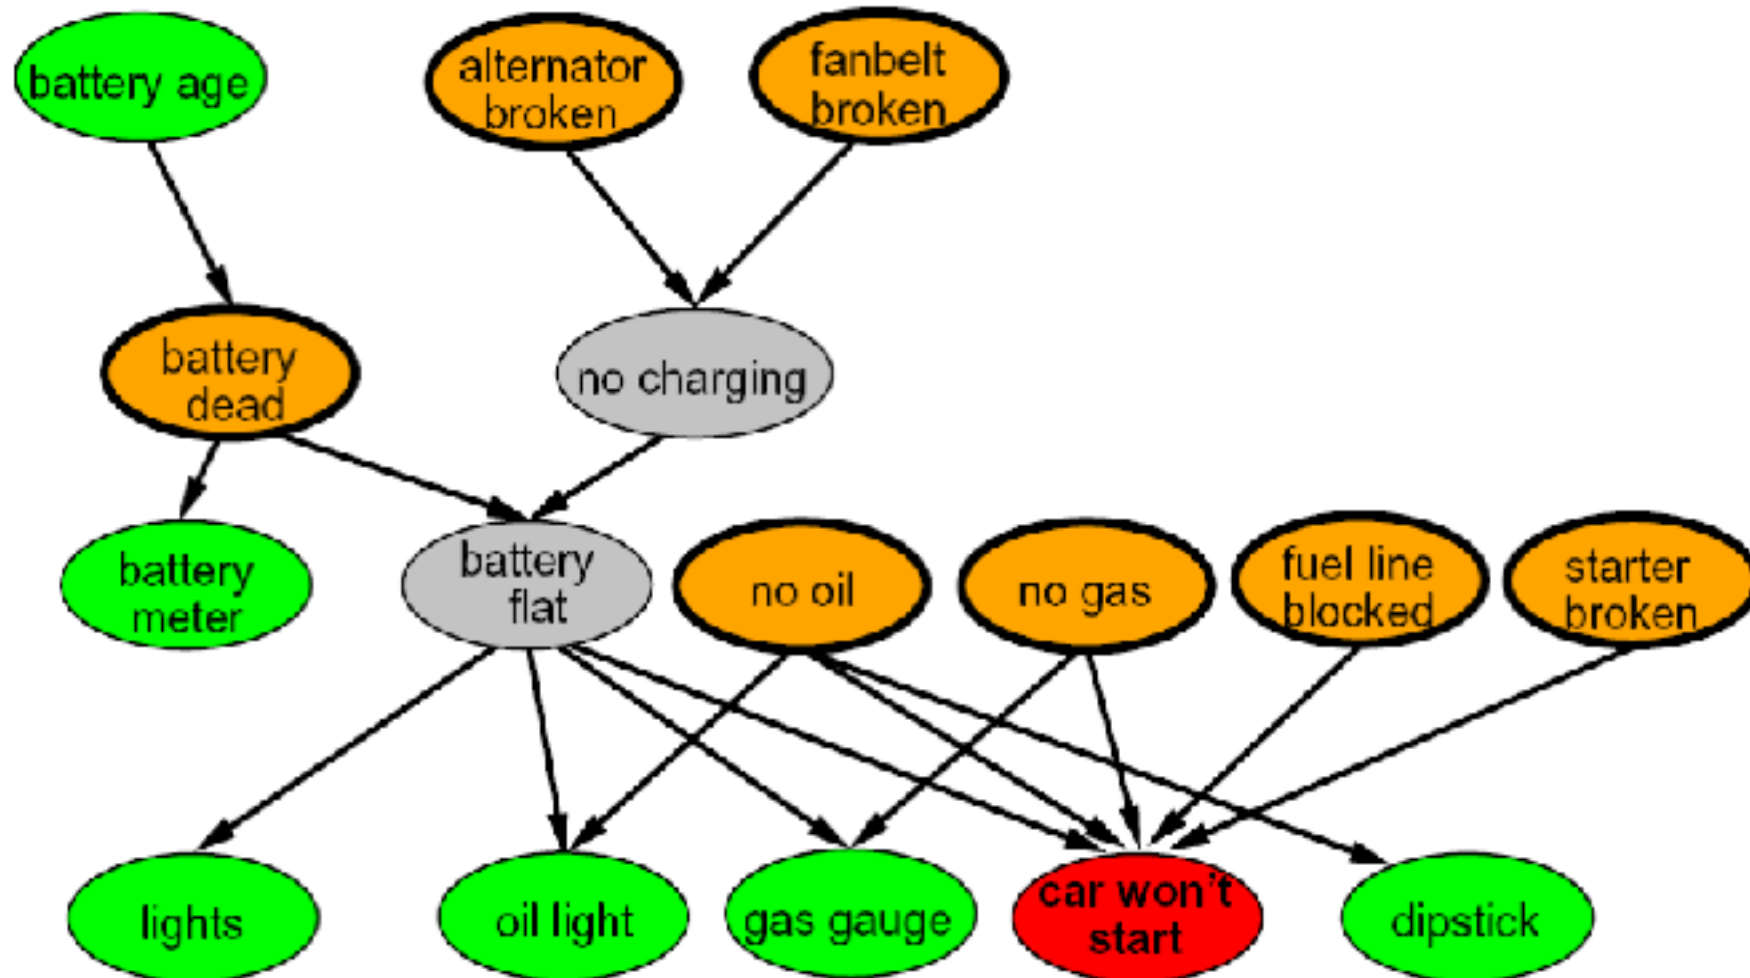 battery age
alternator
broken
fanbelt
broken
battery
dead
no charging
battery
meter
battery
flat
no oil
no gas
fuel line
blocked
starter
broken
lights
oil light
gas gauge
car won't
start
dipstick